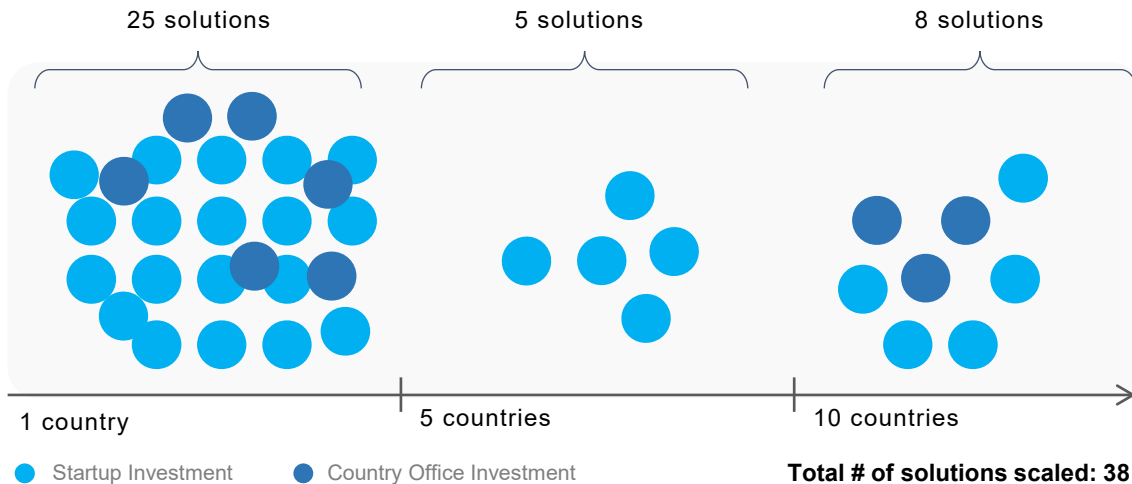 25 solutions
5 solutions
8 solutions
1 country
5 countries
10 countries
Startup Investment
Country Office Investment
Total # of solutions scaled: 38